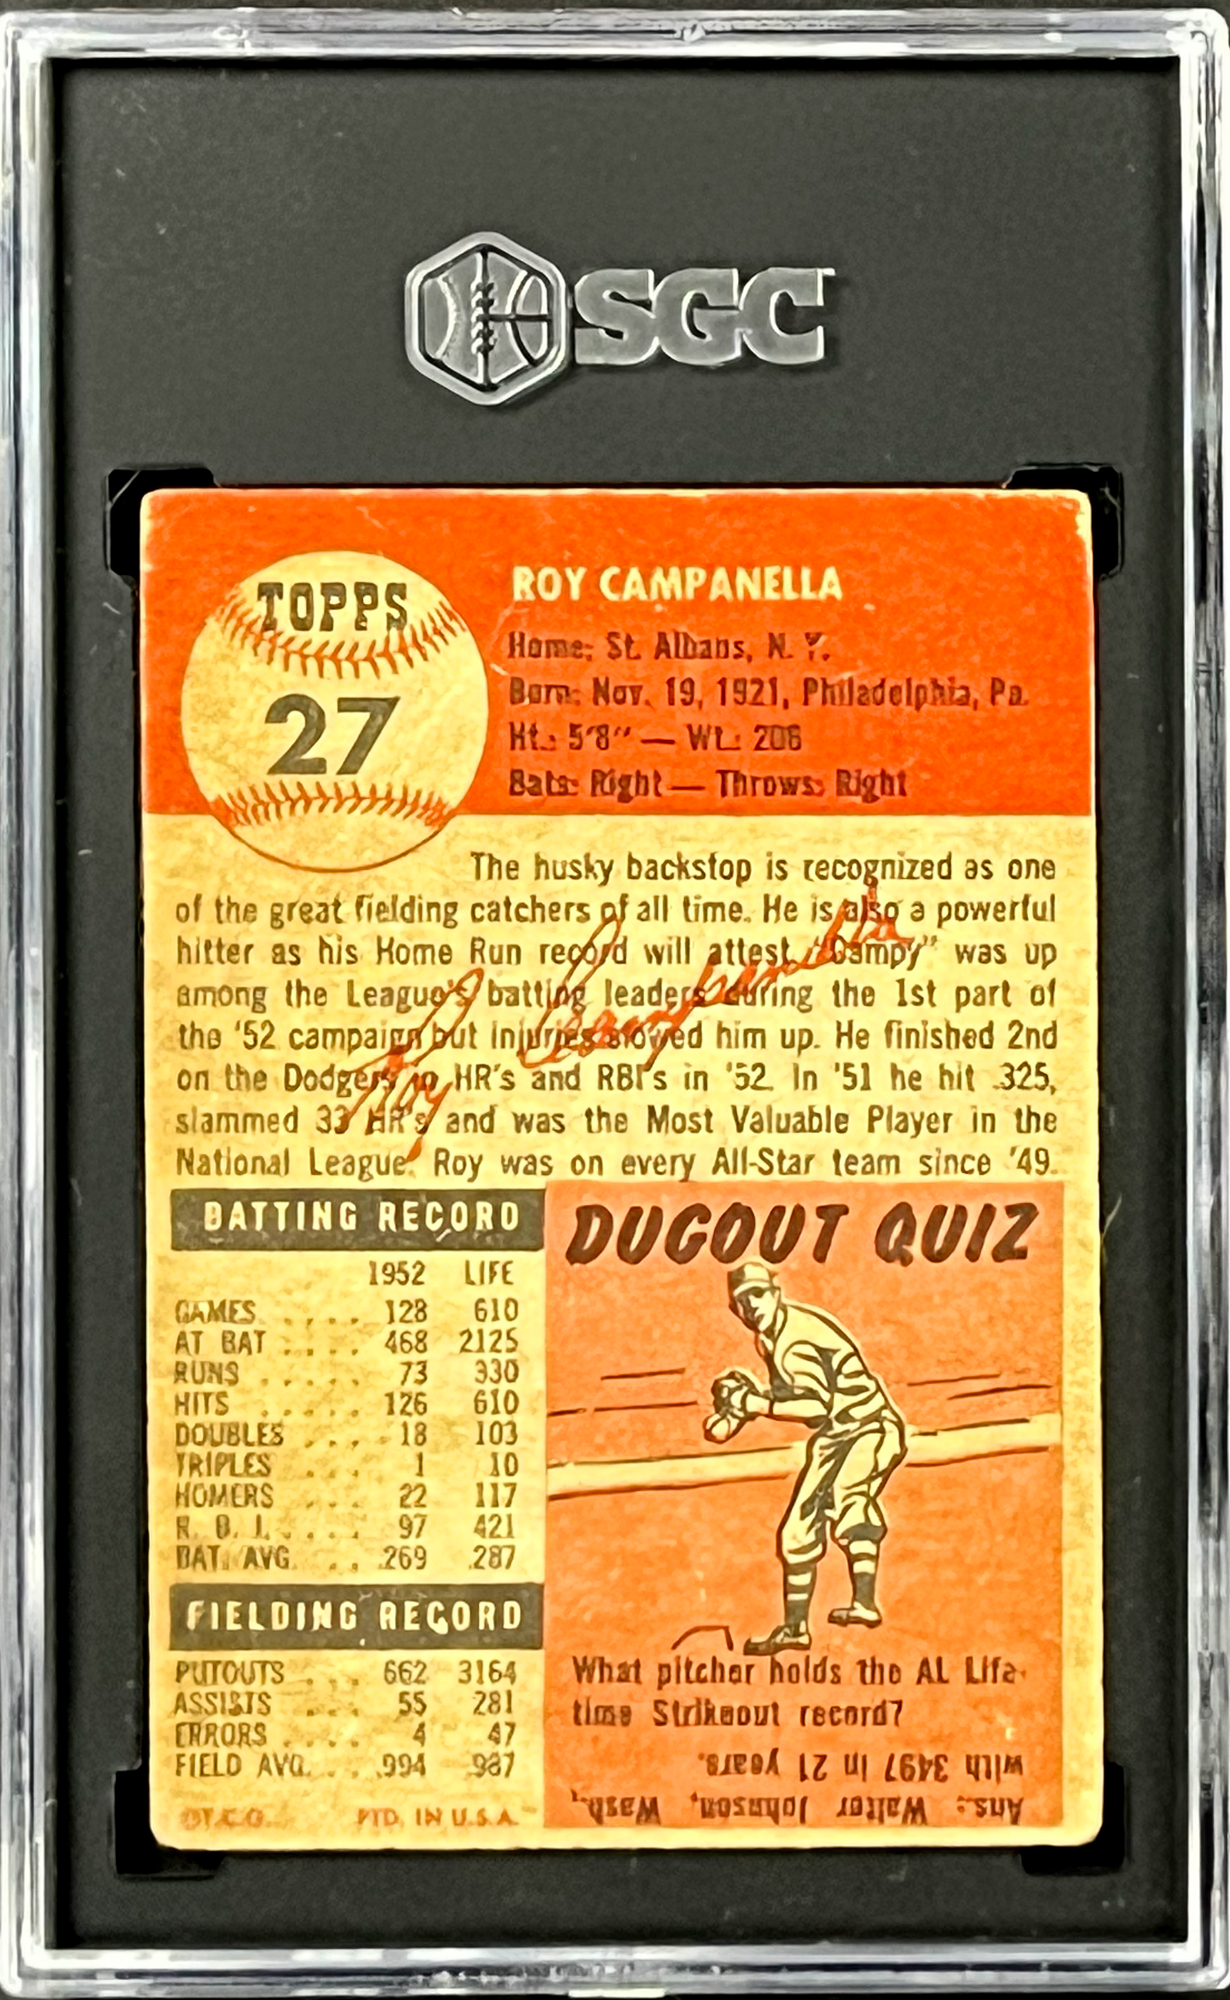 SGC
TOPPS
27
ROY CAMPANELLA
Home: St. Albans, N. Y.
Born: Nov. 19, 1921, Philadelphia, Pa.
Ht.: 5'8" — Wt.: 206
Bats: Right — Throws: Right
The husky backstop is recognized as one
of the great fielding catchers of all time. He is also a powerful
hitter as his Home Run record will attest. "Campy" was up
among the League's batting leaders during the 1st part of
the '52 campaign but injuries slowed him up. He finished 2nd
on the Dodgers in HR's and RBI's in '52. In '51 he hit .325,
slammed 33 HR's and was the Most Valuable Player in the
National League. Roy was on every All-Star team since '49.
Roy Campanella
BATTING RECORD
1952 LIFE
GAMES .... 128 610
AT BAT .... 468 2125
RUNS ..... 73 330
HITS ..... 126 610
DOUBLES ... 18 103
TRIPLES ... 1 10
HOMERS ... 22 117
R. B. I. .... 97 421
BAT. AVG. .. .269 .287
FIELDING RECORD
PUTOUTS ... 662 3164
ASSISTS ... 55 281
ERRORS .... 4 47
FIELD AVG. .. .994 .987
©T.C.G. PTD. IN U.S.A.
DUGOUT QUIZ
What pitcher holds the AL Life-
time Strikeout record?
Ans.: Walter Johnson, Wash.,
with 3497 in 21 years.